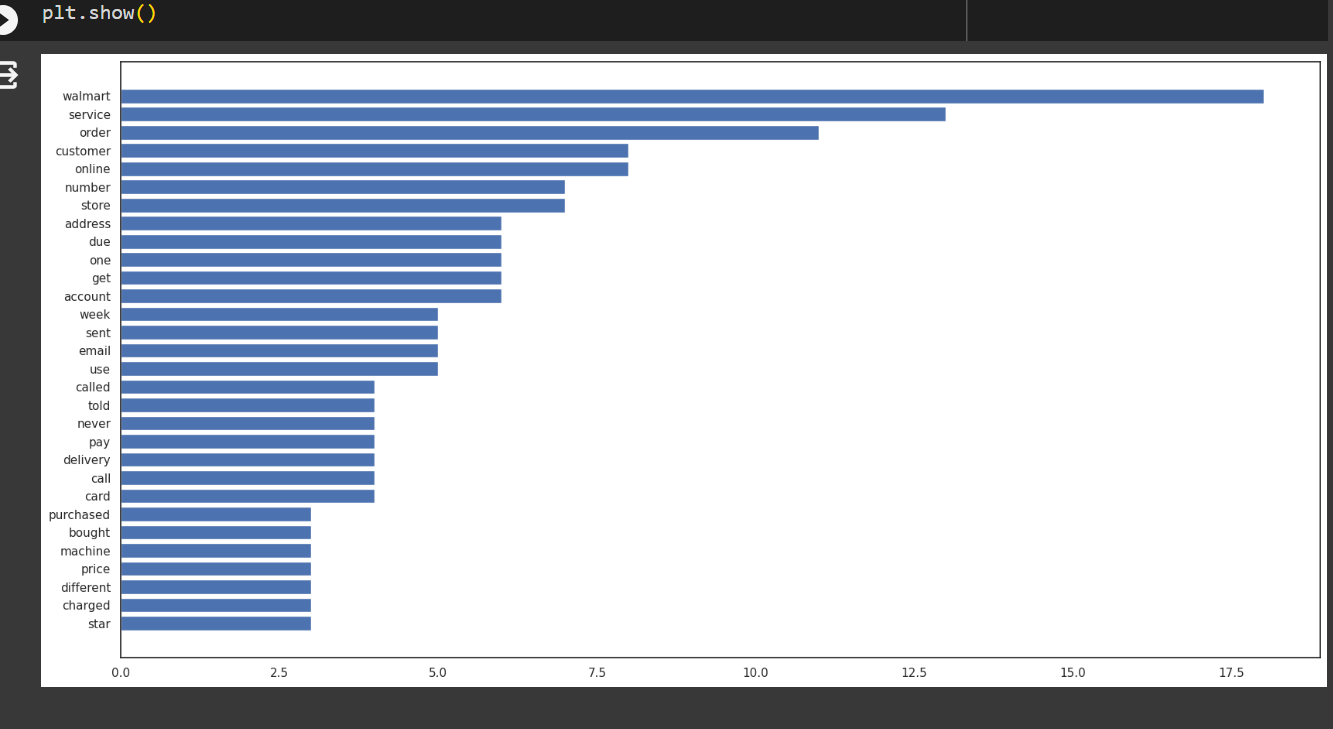 plt.show()
walmart
service
order
customer
online
number
store
address
due
one
get
account
week
sent
email
use
called
told
never
pay
delivery
call
card
purchased
bought
machine
price
different
charged
star
0.0 2.5 5.0 7.5 10.0 12.5 15.0 17.5